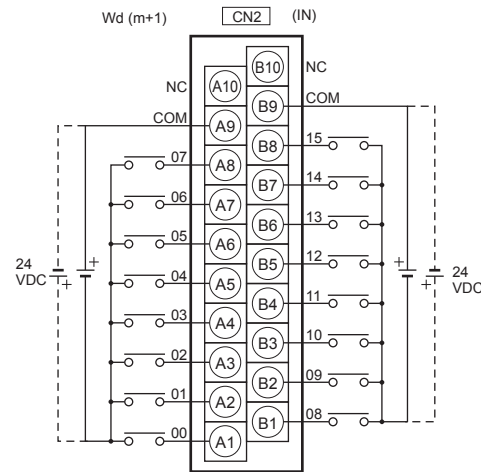 Wd (m+1) CN2 (IN)
B10 NC
NC A10
B9 COM
COM A9
B8 15
07 A8
B7 14
06 A7
B6 13
05 A6
B5 12
24 VDC + + 04 A5 + + 24 VDC
B4 11
03 A4
B3 10
02 A3
B2 09
01 A2
B1 08
00 A1